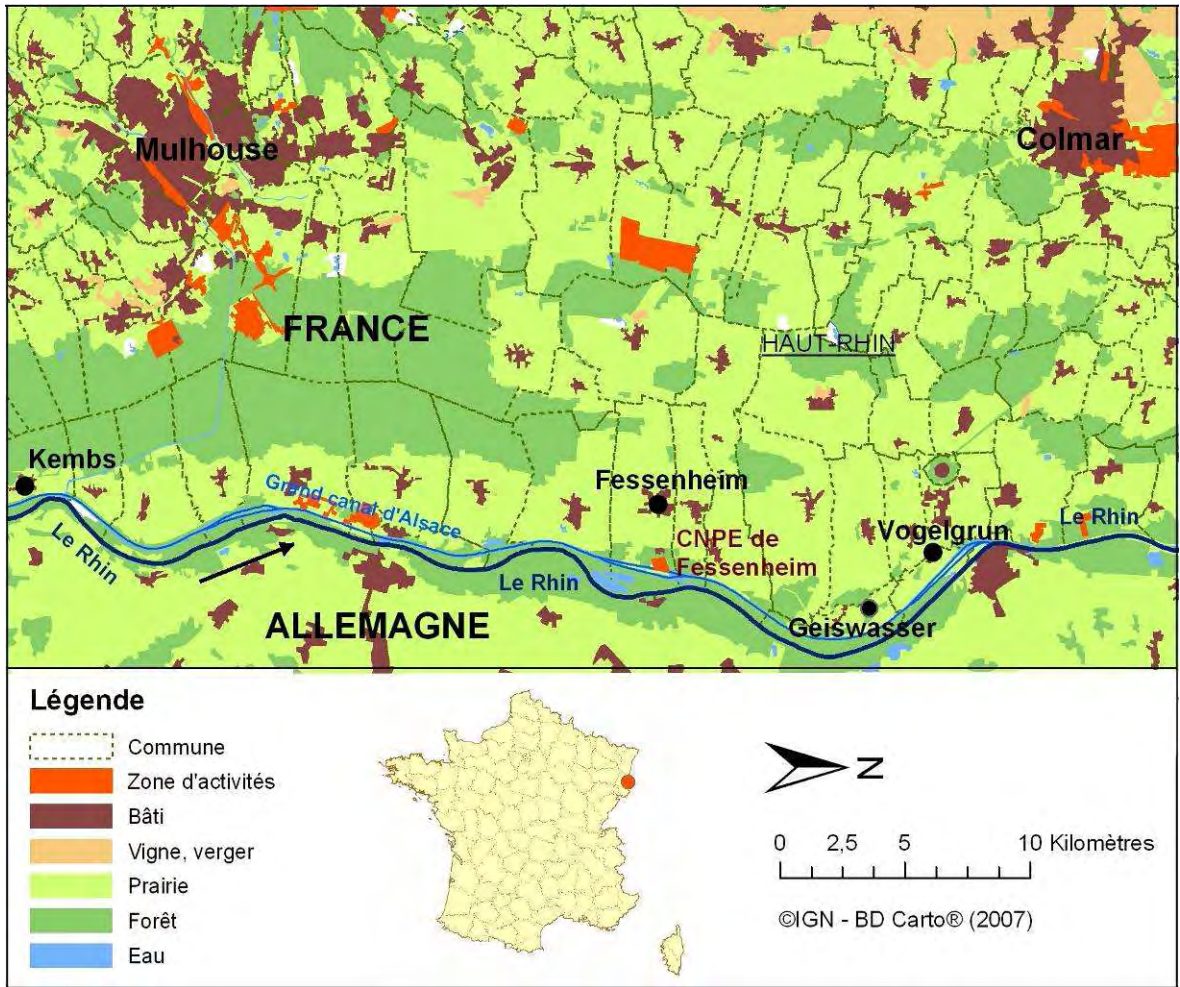 Mulhouse
Colmar
FRANCE
HAUT-RHIN
Kembs
Grand canal d'Alsace
Fessenheim
CNPE de
Fessenheim
Vogelgrun
Le Rhin
Le Rhin
Le Rhin
Geiswasser
ALLEMAGNE
Légende
Commune
Zone d'activités
Bâti
Vigne, verger
Prairie
Forêt
Eau
N
0 2,5 5 10 Kilomètres
©IGN - BD Carto® (2007)